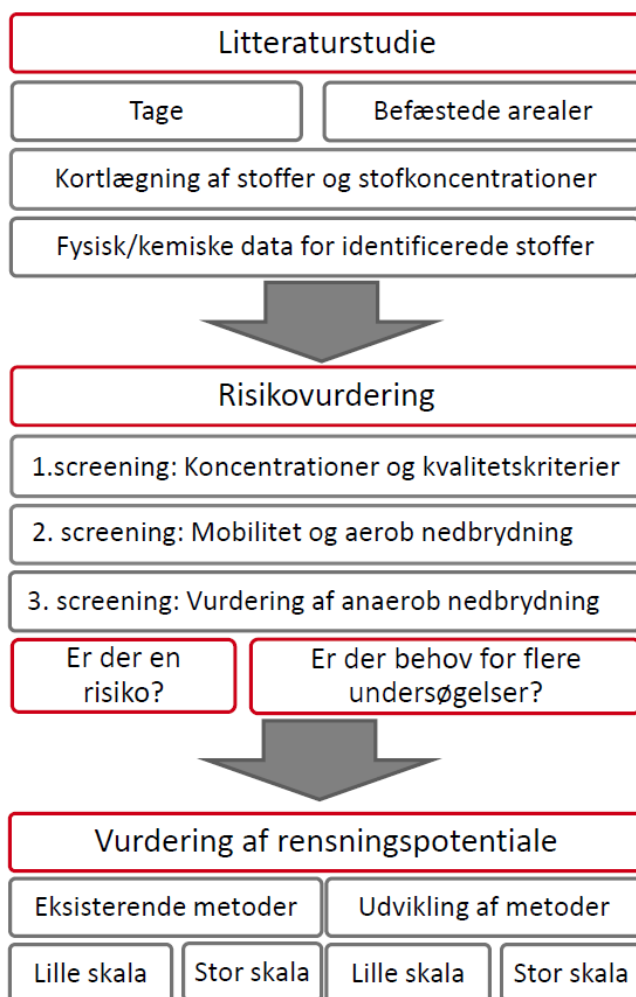 Litteraturstudie
Tage
Befæstede arealer
Kortlægning af stoffer og stofkoncentrationer
Fysisk/kemiske data for identificerede stoffer
Risikovurdering
1.screening: Koncentrationer og kvalitetskriterier
2. screening: Mobilitet og aerob nedbrydning
3. screening: Vurdering af anaerob nedbrydning
Er der en
risiko?
Er der behov for flere
undersøgelser?
Vurdering af rensningspotentiale
Eksisterende metoder
Udvikling af metoder
Lille skala
Stor skala
Lille skala
Stor skala